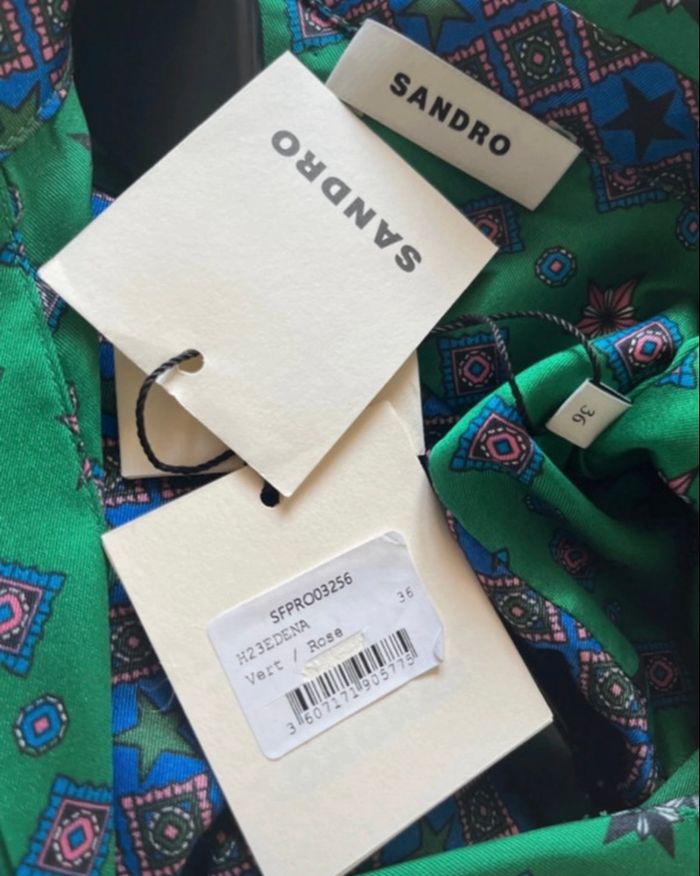 SANDRO
SANDRO
36
SFPRO03256
H23EDENA 36
Vert / Rose
3 607171 905775